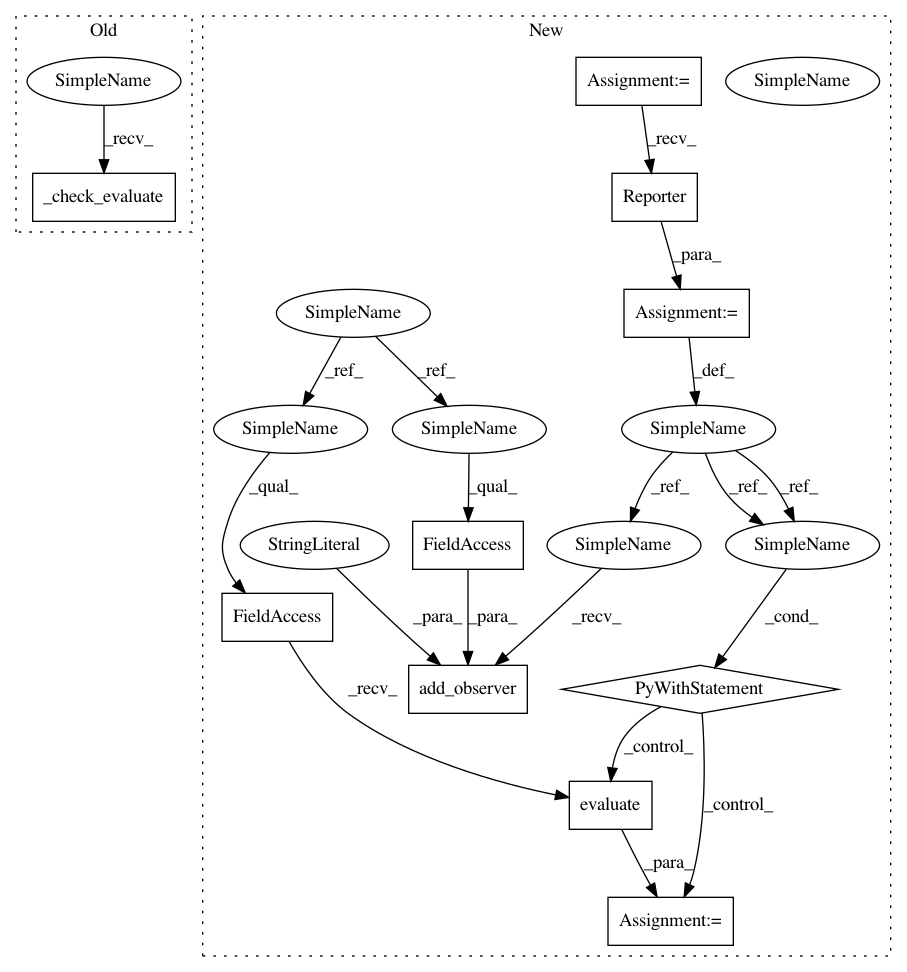 Old
New
SimpleName
Assignment:=
SimpleName
_recv_
_recv_
_check_evaluate
Reporter
_para_
SimpleName
Assignment:=
_ref_
_ref_
_def_
SimpleName
SimpleName
SimpleName
_qual_
_qual_
_ref_
_ref_
_ref_
StringLiteral
FieldAccess
SimpleName
SimpleName
FieldAccess
_para_
_para_
_recv_
_cond_
_recv_
add_observer
PyWithStatement
_control_
evaluate
_control_
_para_
Assignment:=